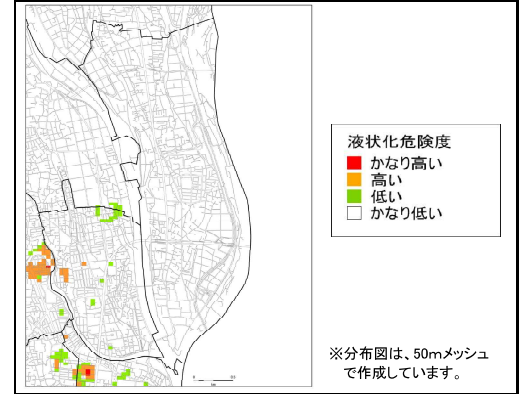 液状化危険度
かなり高い
高い
低い
かなり低い
※分布図は、50mメッシュ
で作成しています。